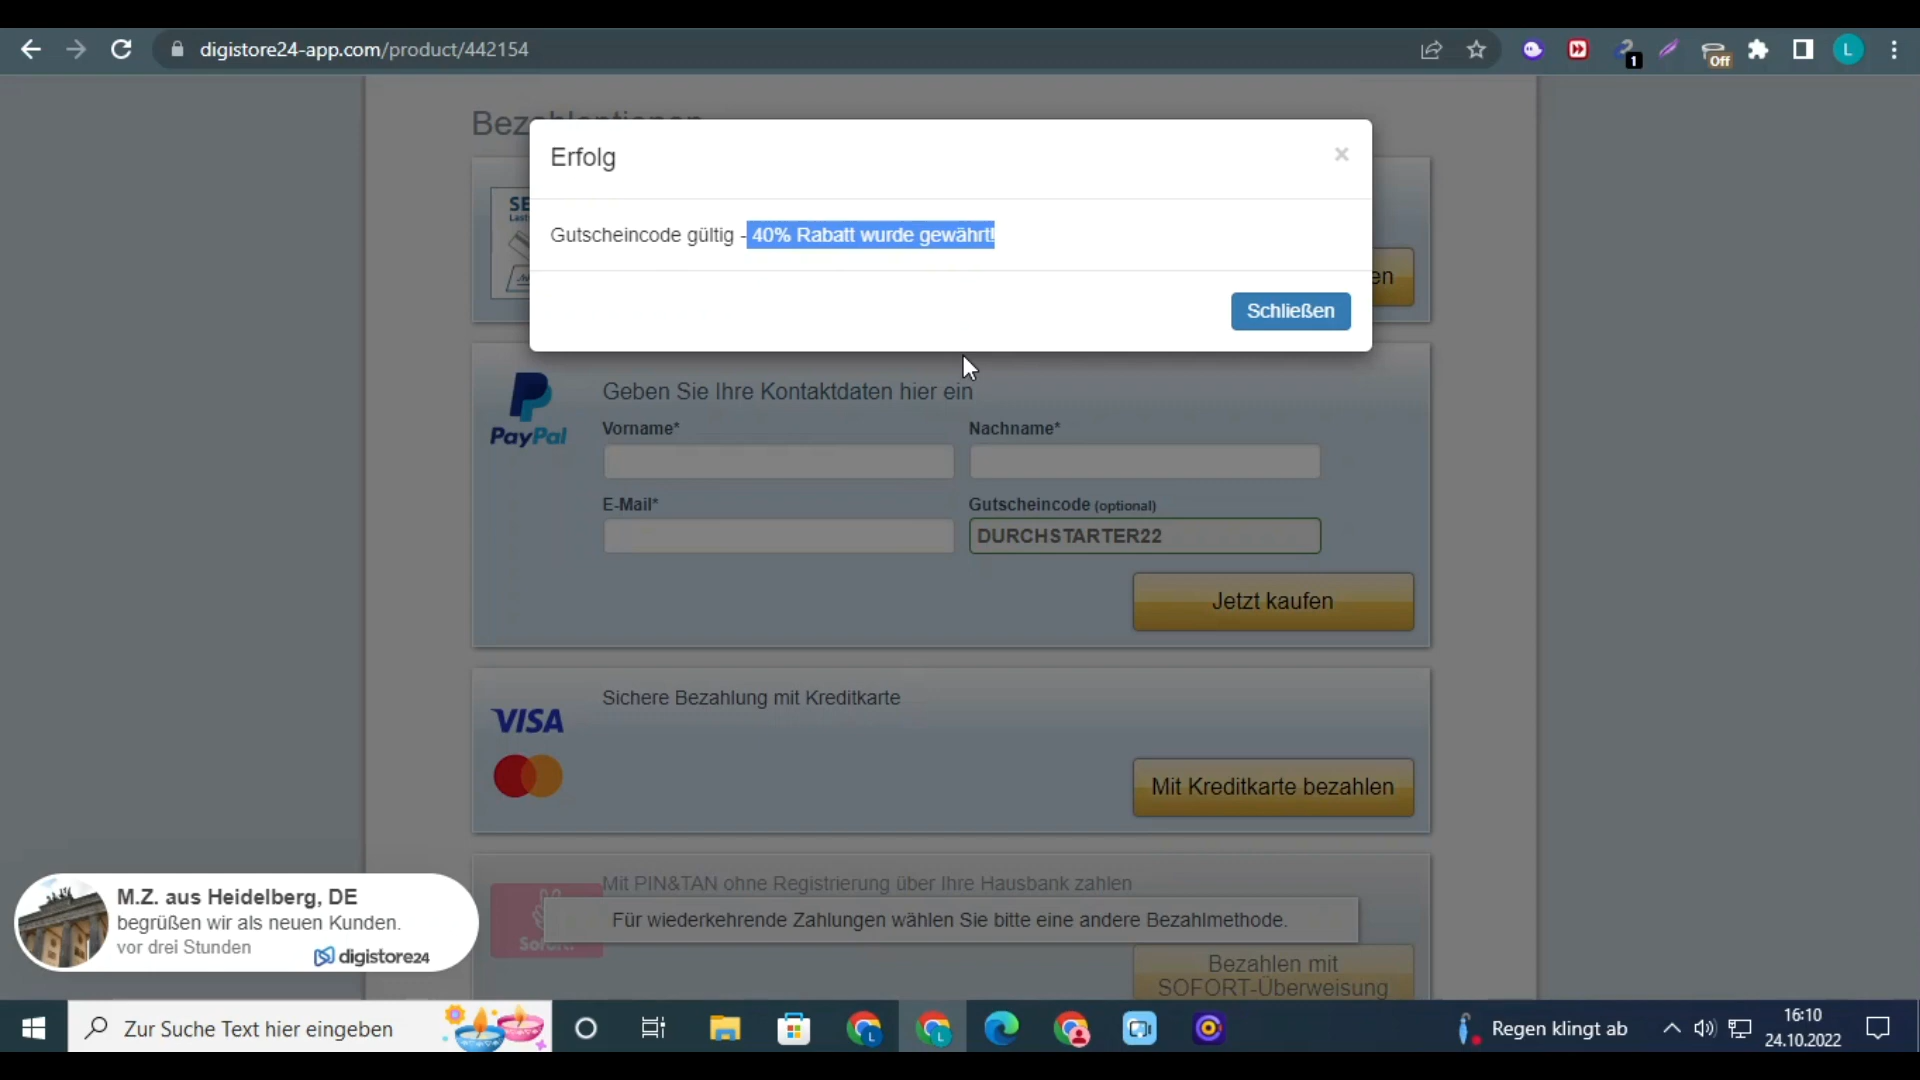 digistore24-app.com/product/442154
1
Off
L
Erfolg
×
Gutscheincode gültig - 40% Rabatt wurde gewährt!
Schließen
en
Geben Sie Ihre Kontaktdaten hier ein
PayPal
Vorname*
Nachname*
E-Mail*
Gutscheincode (optional)
DURCHSTARTER22
Jetzt kaufen
Sichere Bezahlung mit Kreditkarte
VISA
Mit Kreditkarte bezahlen
Mit PIN&TAN ohne Registrierung über Ihre Hausbank zahlen
Für wiederkehrende Zahlungen wählen Sie bitte eine andere Bezahlmethode.
Bezahlen mit
SOFORT-Überweisung
M.Z. aus Heidelberg, DE
begrüßen wir als neuen Kunden.
vor drei Stunden
digistore24
Zur Suche Text hier eingeben
L
L
Regen klingt ab
16:10
24.10.2022